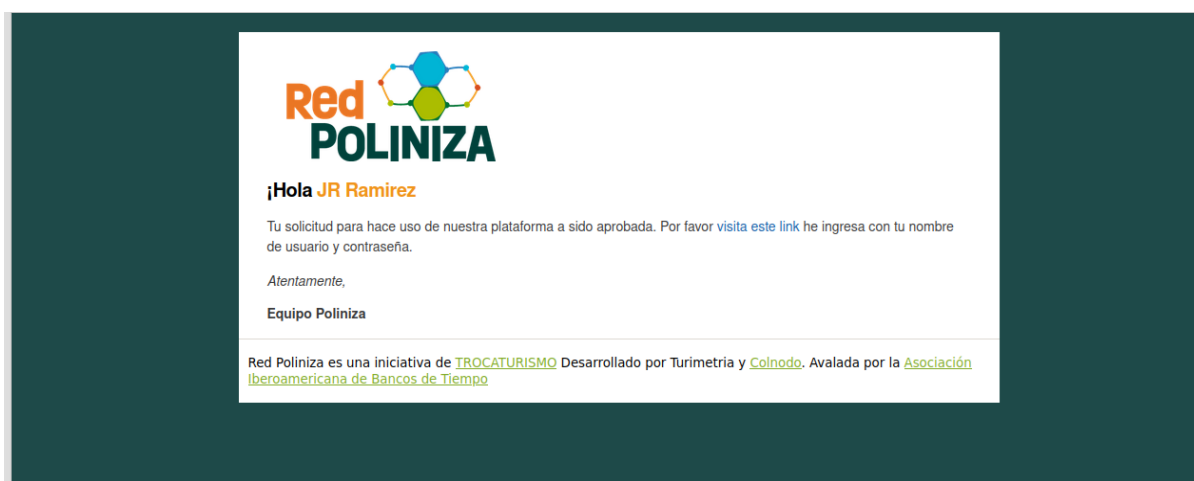 Red
POLINIZA
¡Hola JR Ramirez
Tu solicitud para hace uso de nuestra plataforma a sido aprobada. Por favor visita este link he ingresa con tu nombre
de usuario y contraseña.
Atentamente,
Equipo Poliniza
Red Poliniza es una iniciativa de TROCATURISMO Desarrollado por Turimetria y Colnodo. Avalada por la Asociación
Iberoamericana de Bancos de Tiempo